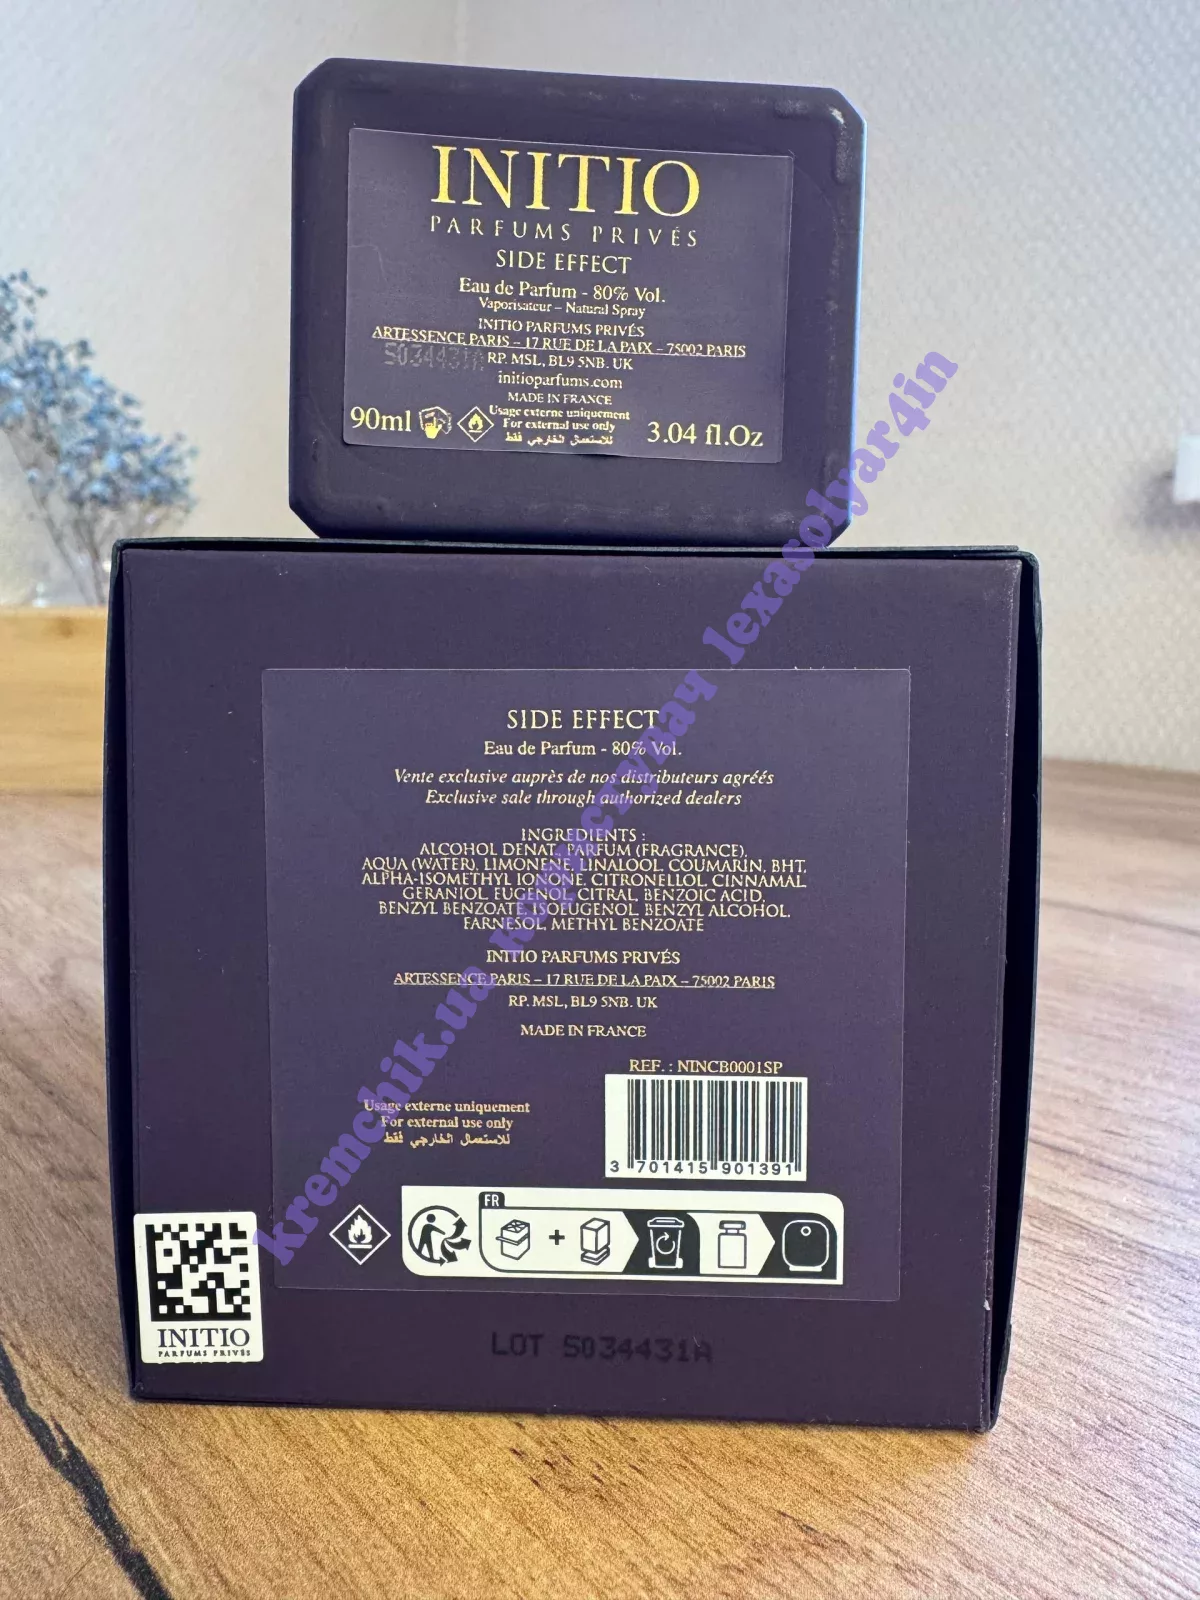 INITIO
PARFUMS PRIVÉS
SIDE EFFECT
Eau de Parfum - 80% Vol.
Vaporisateur – Natural Spray
INITIO PARFUMS PRIVÉS
ARTESSENCE PARIS – 17 RUE DE LA PAIX – 75002 PARIS
5034431A RP. MSL, BL9 5NB. UK
initioparfums.com
MADE IN FRANCE
Usage externe uniquement
For external use only
للاستعمال الخارجي فقط
90ml
3.04 fl.Oz
SIDE EFFECT
Eau de Parfum - 80% Vol.
Vente exclusive auprès de nos distributeurs agréés
Exclusive sale through authorized dealers
INGREDIENTS :
ALCOHOL DENAT, PARFUM (FRAGRANCE),
AQUA (WATER), LIMONENE, LINALOOL, COUMARIN, BHT,
ALPHA-ISOMETHYL IONONE, CITRONELLOL, CINNAMAL,
GERANIOL, EUGENOL, CITRAL, BENZOIC ACID,
BENZYL BENZOATE, ISOEUGENOL, BENZYL ALCOHOL,
FARNESOL, METHYL BENZOATE
INITIO PARFUMS PRIVÉS
ARTESSENCE PARIS – 17 RUE DE LA PAIX – 75002 PARIS
RP. MSL, BL9 5NB. UK
MADE IN FRANCE
REF. : NINCB0001SP
3 701415 901391
Usage externe uniquement
For external use only
للاستعمال الخارجي فقط
FR
INITIO
PARFUMS PRIVÉS
LOT 5034431A
kremchik.ua користувач lexasolyar4in